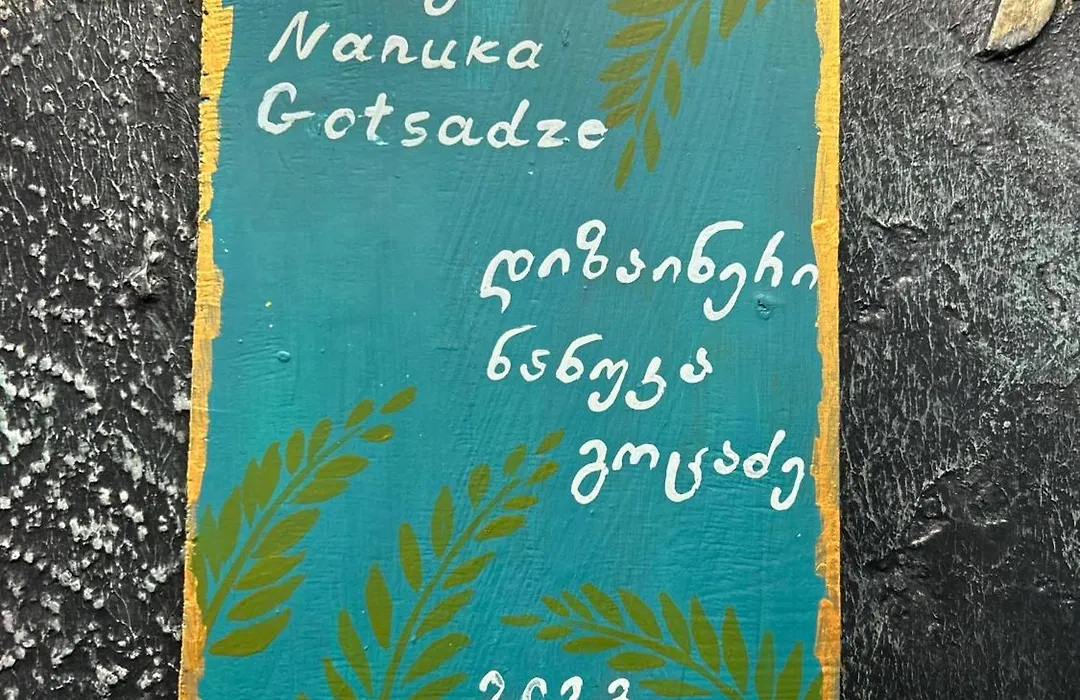 Nanuka
Gotsadze
დიზაინერი
ნანუკა
გოცაძე